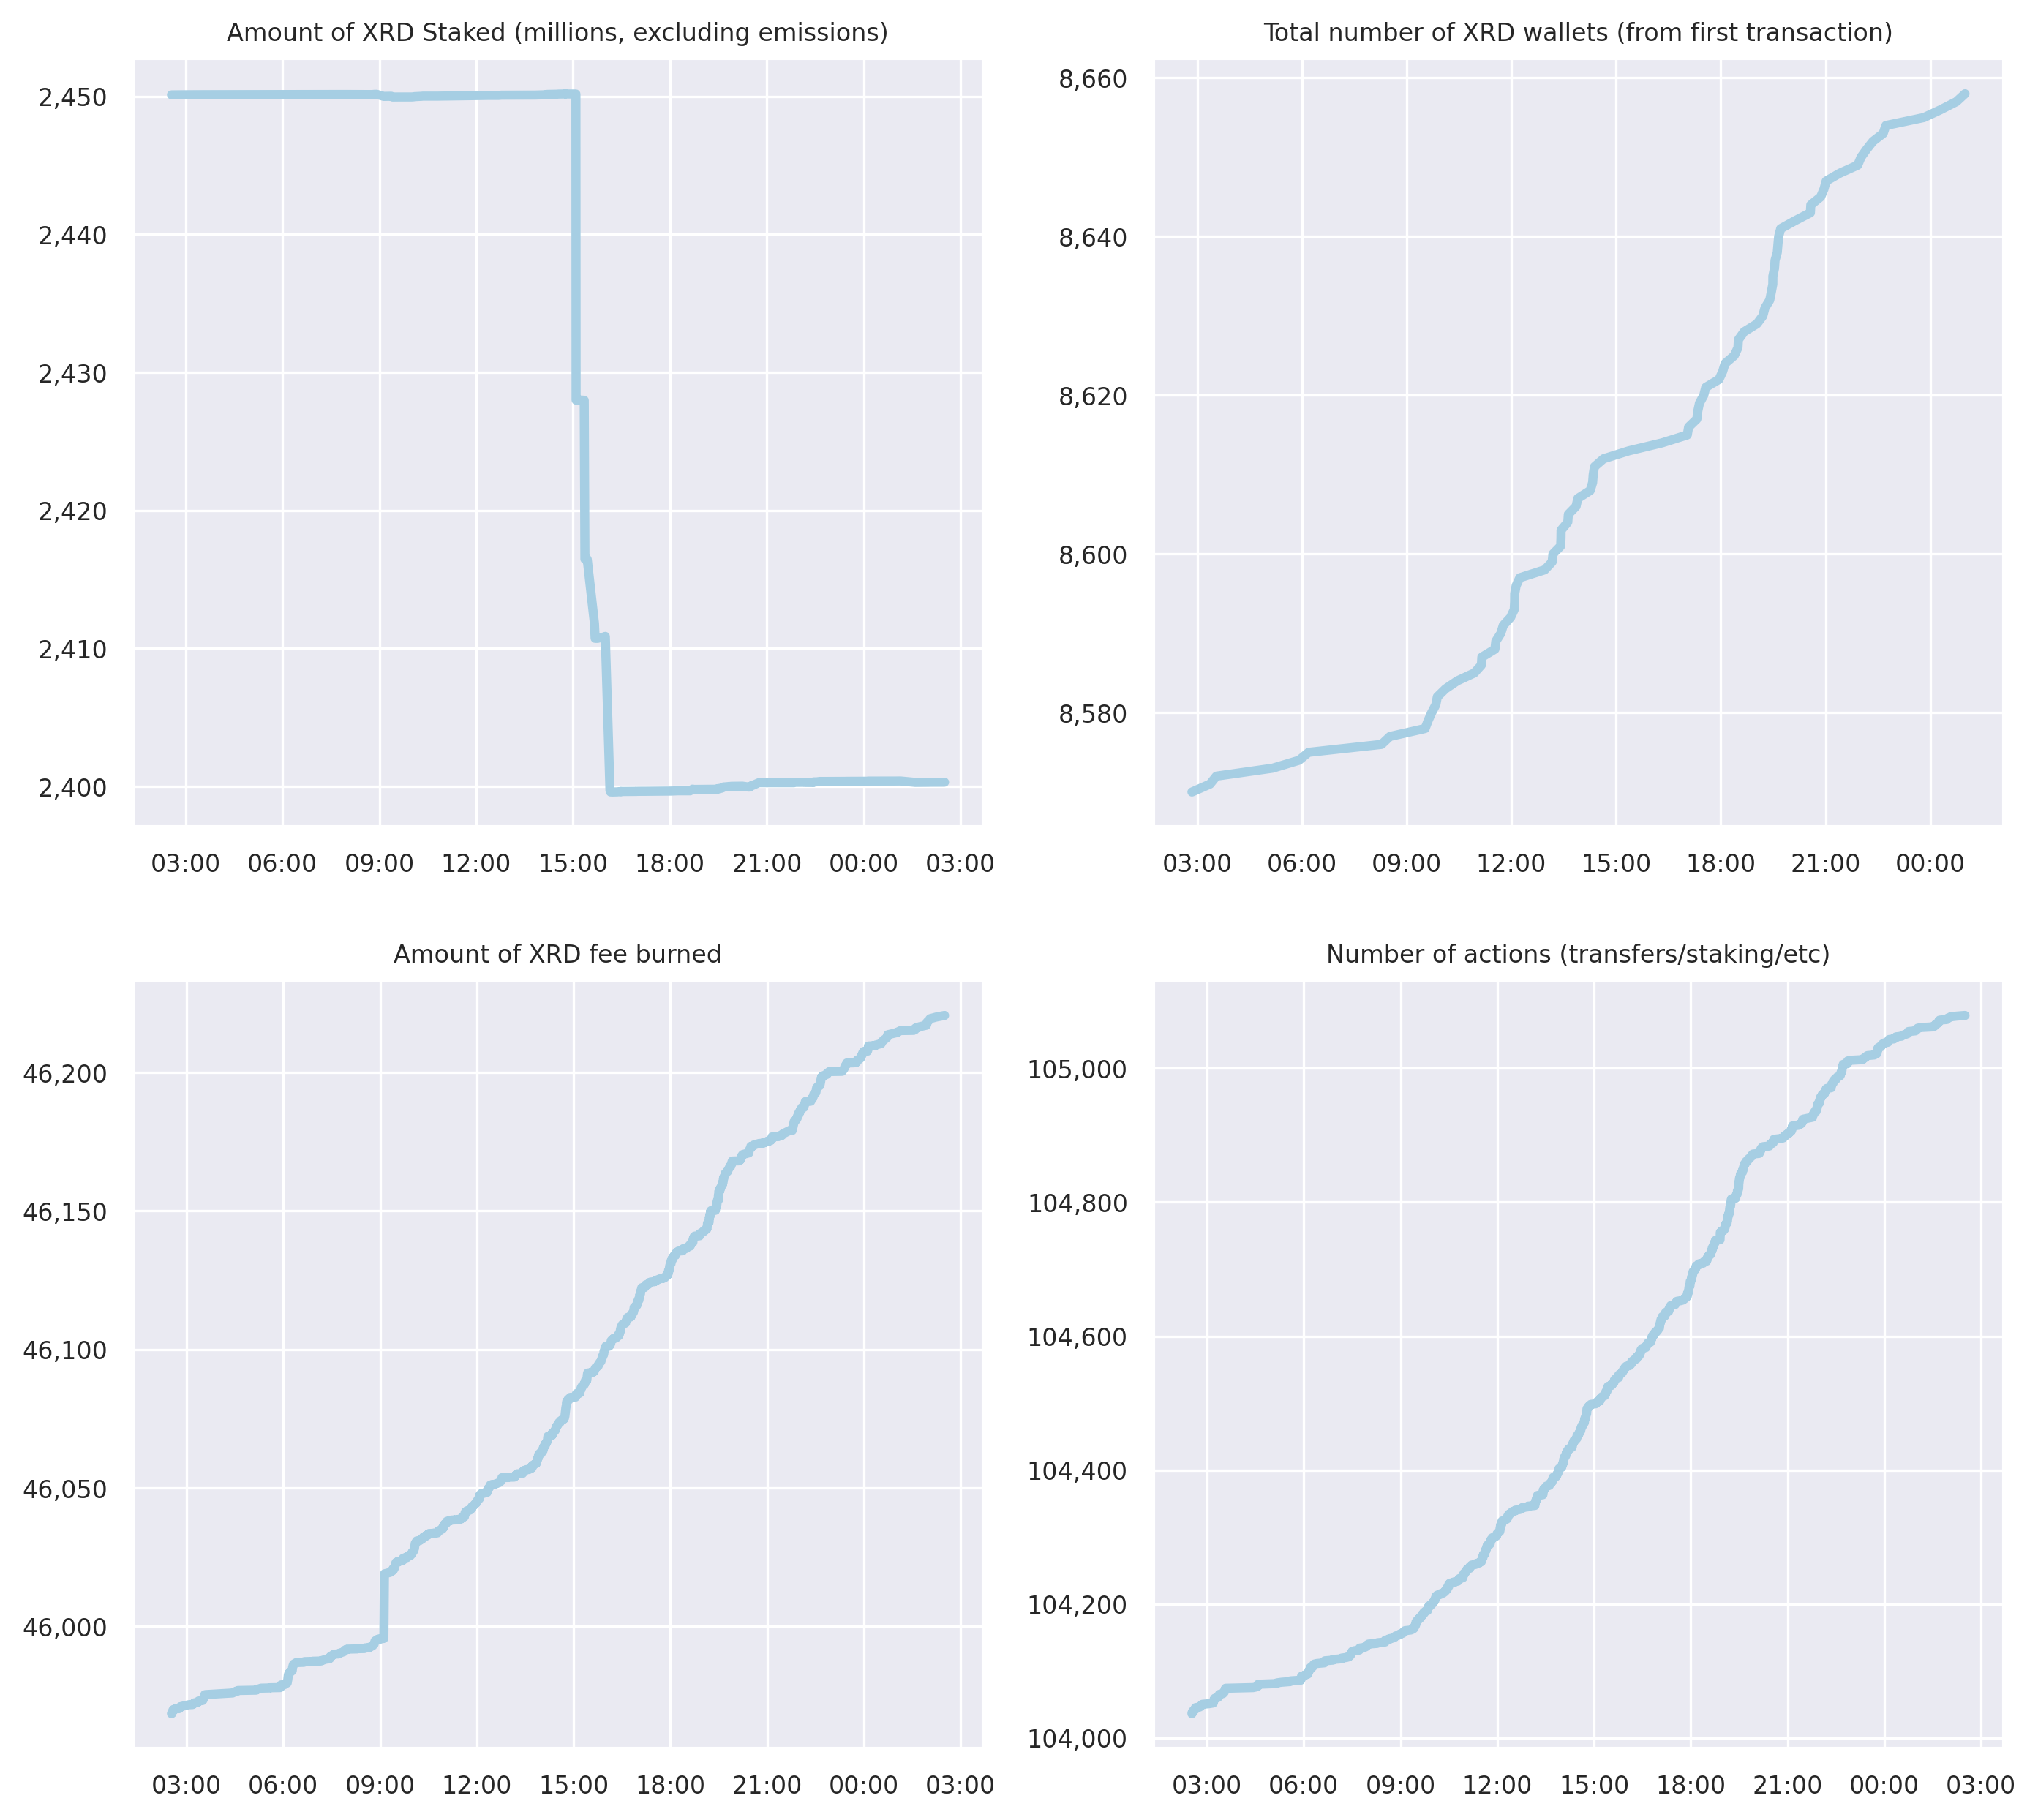 Amount of XRD Staked (millions, excluding emissions)
2,450
2,440
2,430
2,420
2,410
2,400
03:00 06:00 09:00 12:00 15:00 18:00 21:00 00:00 03:00
Total number of XRD wallets (from first transaction)
8,660
8,640
8,620
8,600
8,580
03:00 06:00 09:00 12:00 15:00 18:00 21:00 00:00
Amount of XRD fee burned
46,200
46,150
46,100
46,050
46,000
03:00 06:00 09:00 12:00 15:00 18:00 21:00 00:00 03:00
Number of actions (transfers/staking/etc)
105,000
104,800
104,600
104,400
104,200
104,000
03:00 06:00 09:00 12:00 15:00 18:00 21:00 00:00 03:00